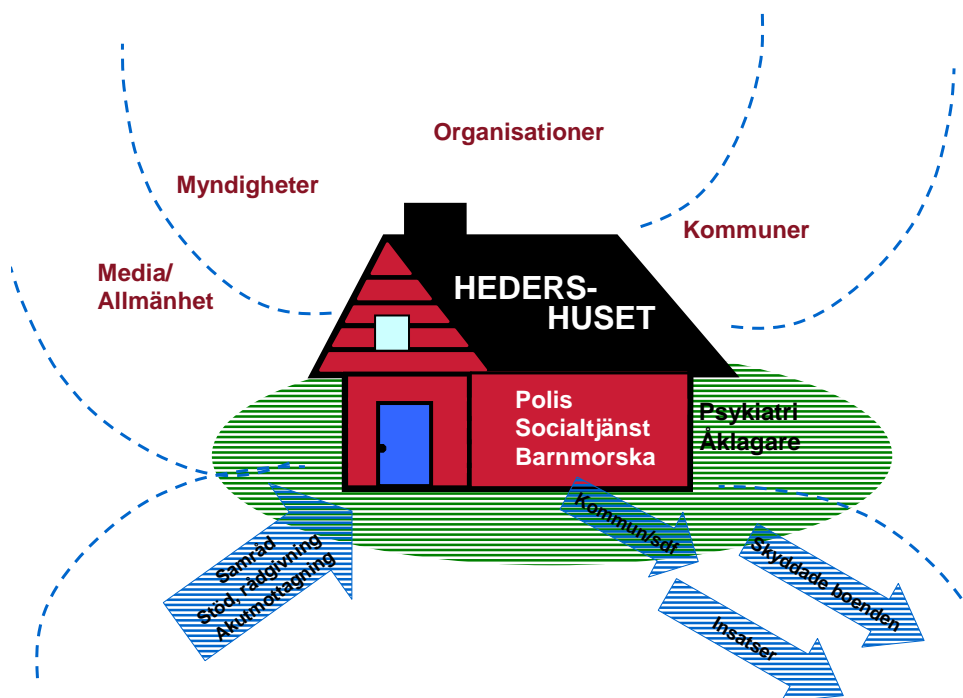 Organisationer
Myndigheter
Kommuner
Media/
Allmänhet
HEDERS-
HUSET
Polis
Socialtjänst
Barnmorska
Psykiatri
Åklagare
Samråd
Stöd, rådgivning
Akutmottagning
Kommun/sdf
Skyddade boenden
Insatser